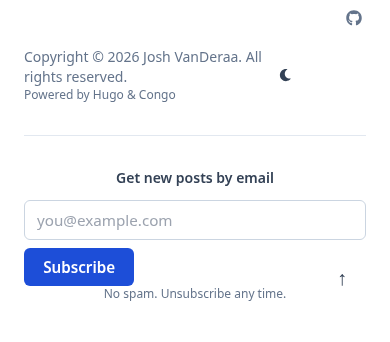 Copyright © 2026 Josh VanDeraa. All
rights reserved.
Powered by Hugo & Congo
Get new posts by email
you@example.com
Subscribe
↑
No spam. Unsubscribe any time.